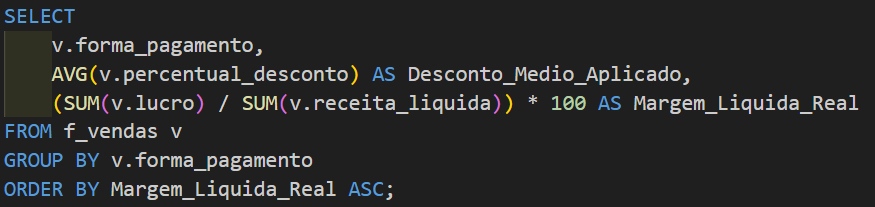 SELECT
v.forma_pagamento,
AVG(v.percentual_desconto) AS Desconto_Medio_Aplicado,
(SUM(v.lucro) / SUM(v.receita_liquida)) * 100 AS Margem_Liquida_Real
FROM f_vendas v
GROUP BY v.forma_pagamento
ORDER BY Margem_Liquida_Real ASC;